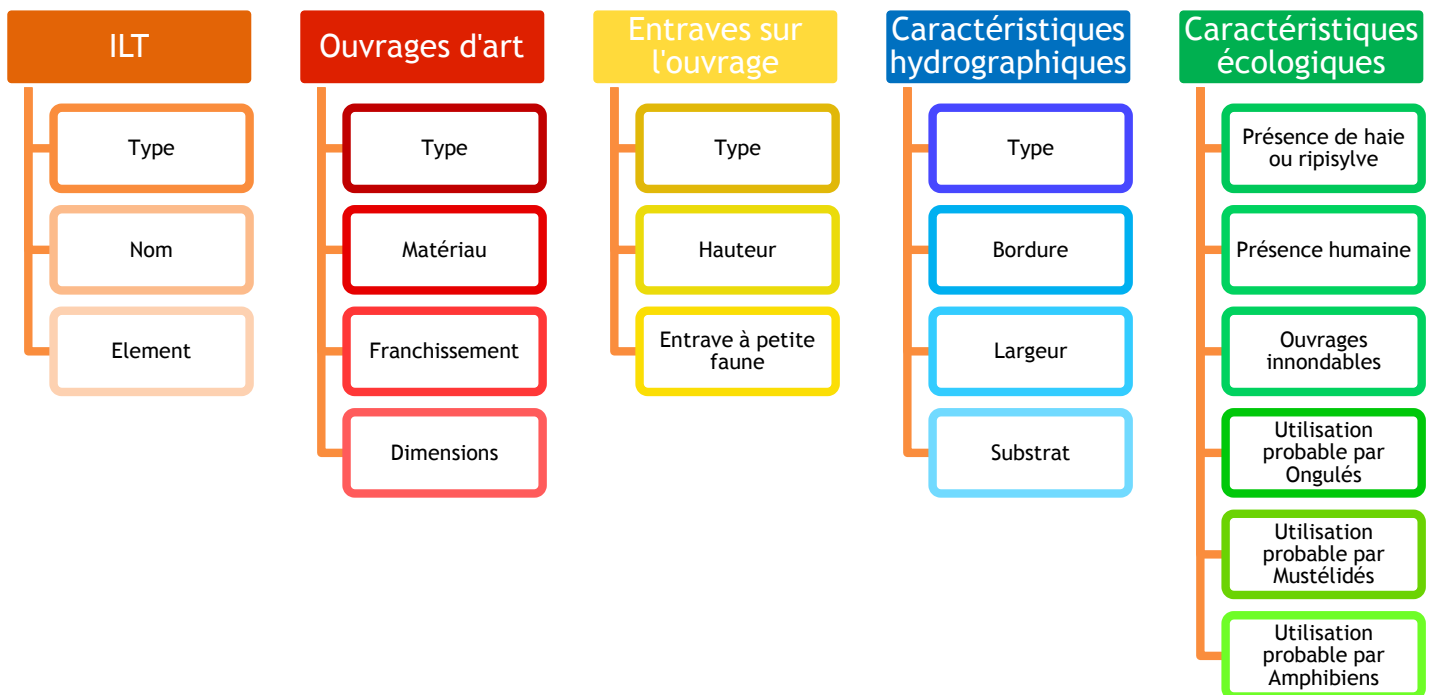 ILT
Type
Nom
Element
Ouvrages d'art
Type
Matériau
Franchissement
Dimensions
Entraves sur
l'ouvrage
Type
Hauteur
Entrave à petite
faune
Caractéristiques
hydrographiques
Type
Bordure
Largeur
Substrat
Caractéristiques
écologiques
Présence de haie
ou ripisylve
Présence humaine
Ouvrages
innondables
Utilisation
probable par
Ongulés
Utilisation
probable par
Mustélidés
Utilisation
probable par
Amphibiens